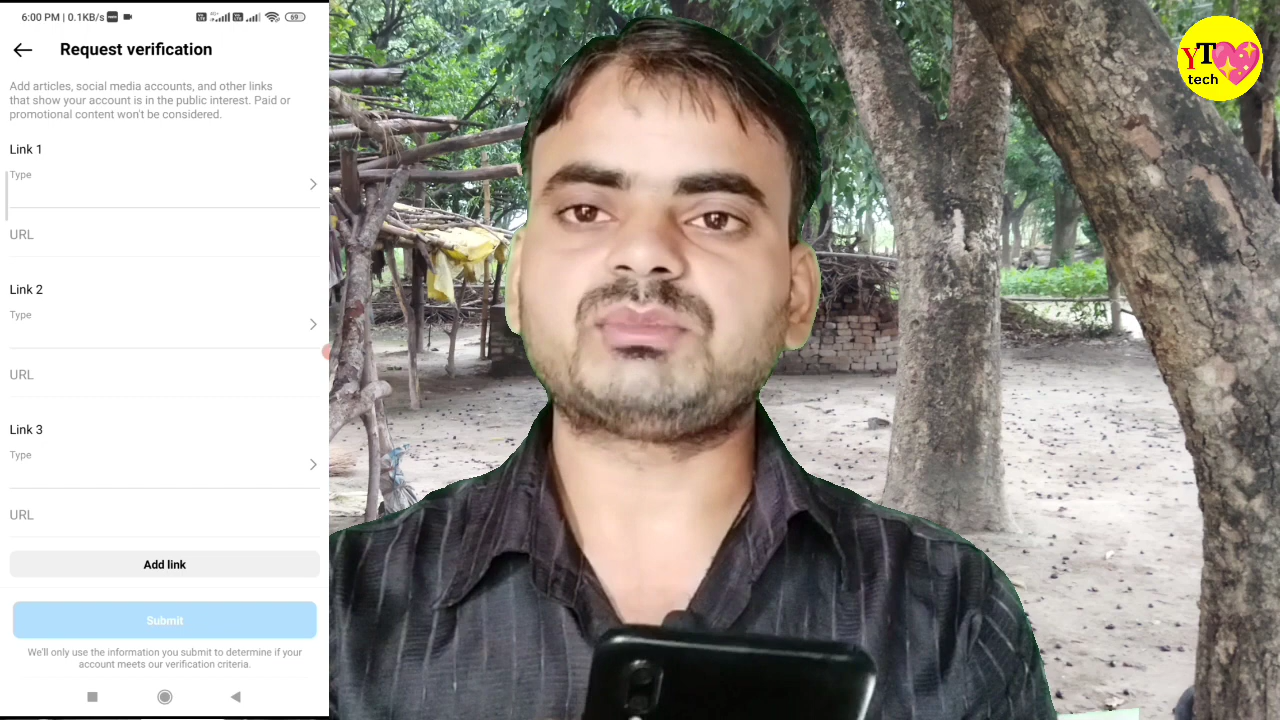 6:00 PM | 0.1KB/s
69
Request verification
Add articles, social media accounts, and other links
that show your account is in the public interest. Paid or
promotional content won't be considered.
Link 1
Type
URL
Link 2
Type
URL
Link 3
Type
URL
Add link
Submit
We'll only use the information you submit to determine if your
account meets our verification criteria.
YT
tech